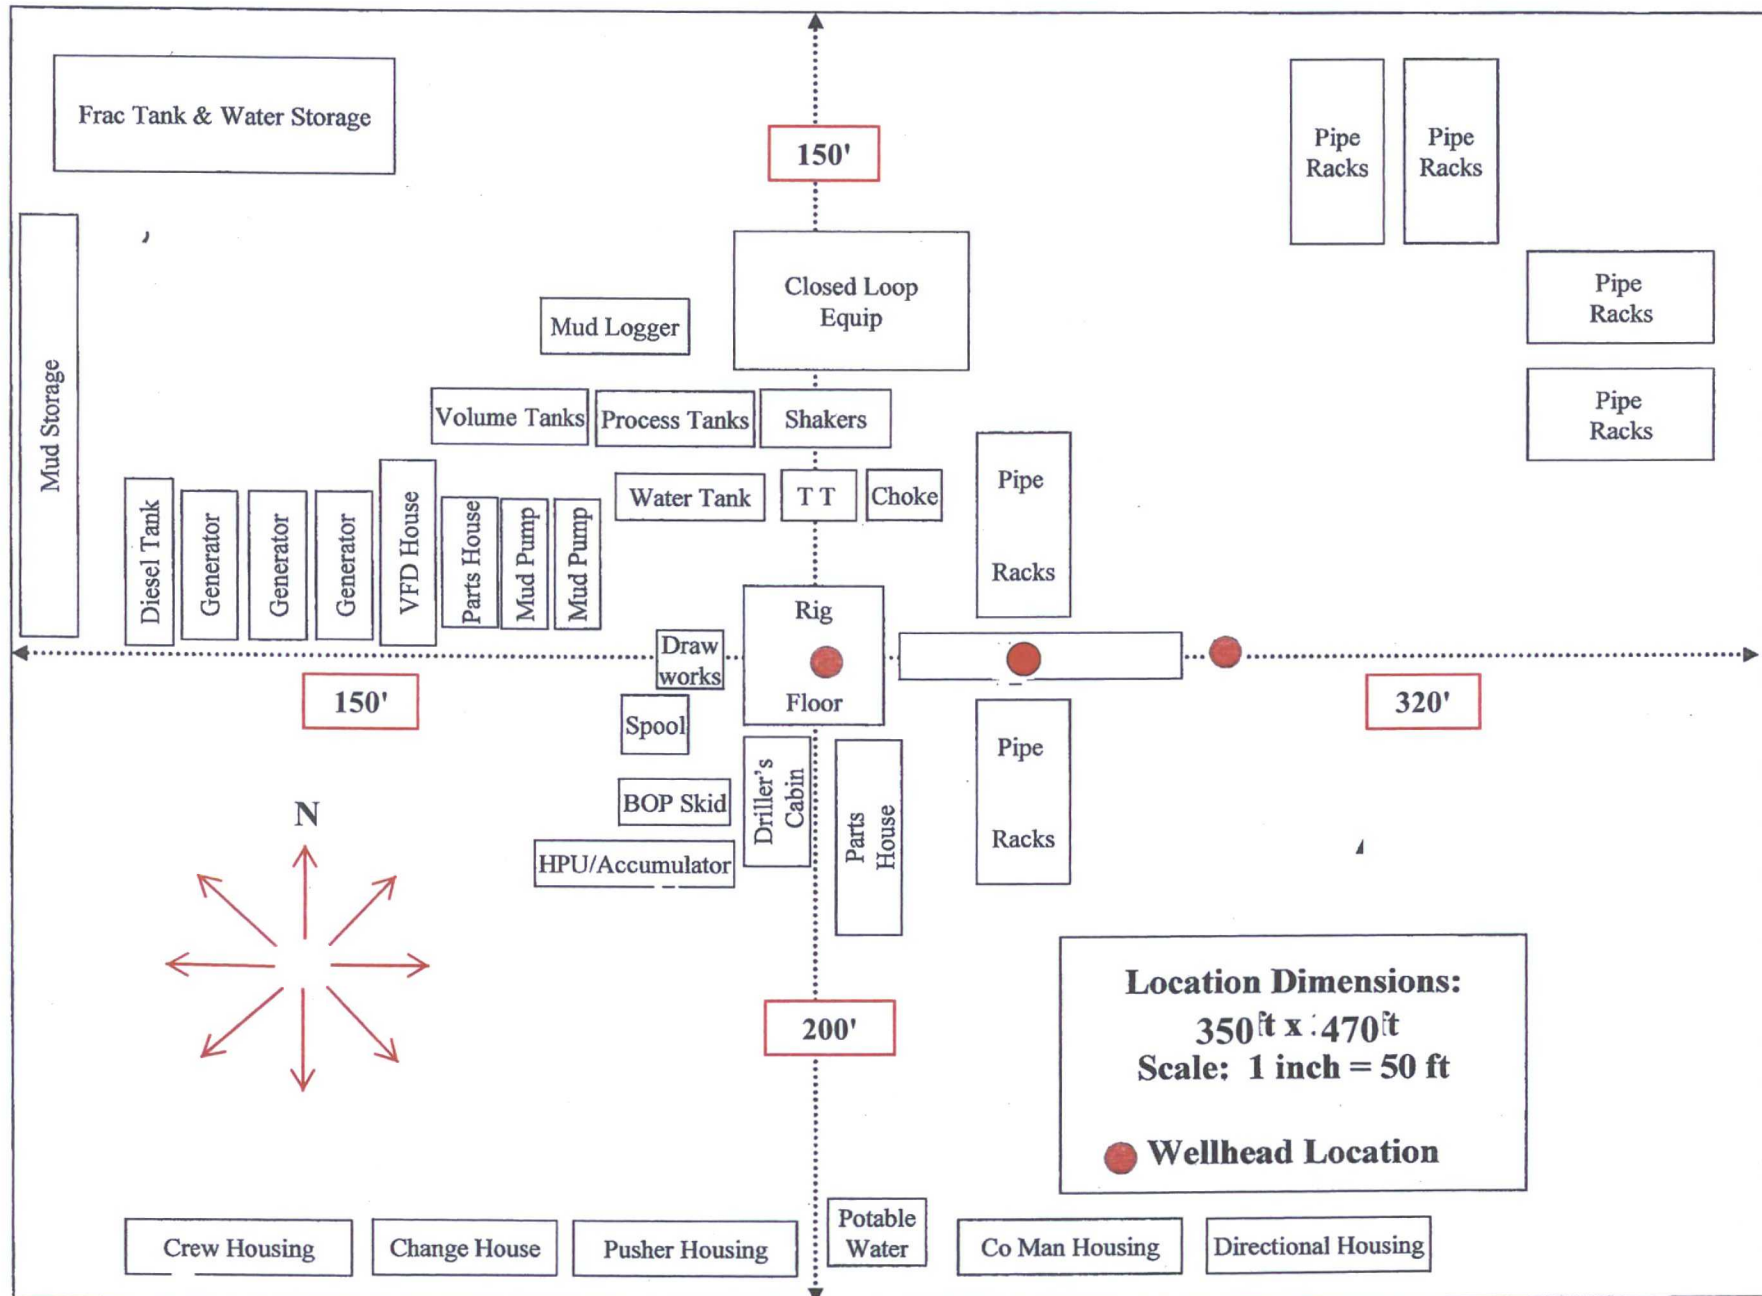 Frac Tank & Water Storage
150'
Pipe
Racks
Pipe
Racks
Closed Loop
Equip
Pipe
Racks
Mud Logger
Pipe
Racks
Mud Storage
Volume Tanks
Process Tanks
Shakers
Water Tank
T T
Choke
Pipe
Racks
Diesel Tank
Generator
Generator
Generator
VFD House
Parts House
Mud Pump
Mud Pump
Rig
Floor
Draw
works
150'
320'
Spool
Pipe
Racks
Driller's
Cabin
Parts
House
BOP Skid
HPU/Accumulator
N
Location Dimensions:
350ft x 470ft
Scale: 1 inch = 50 ft
Wellhead Location
200'
Crew Housing
Change House
Pusher Housing
Potable
Water
Co Man Housing
Directional Housing